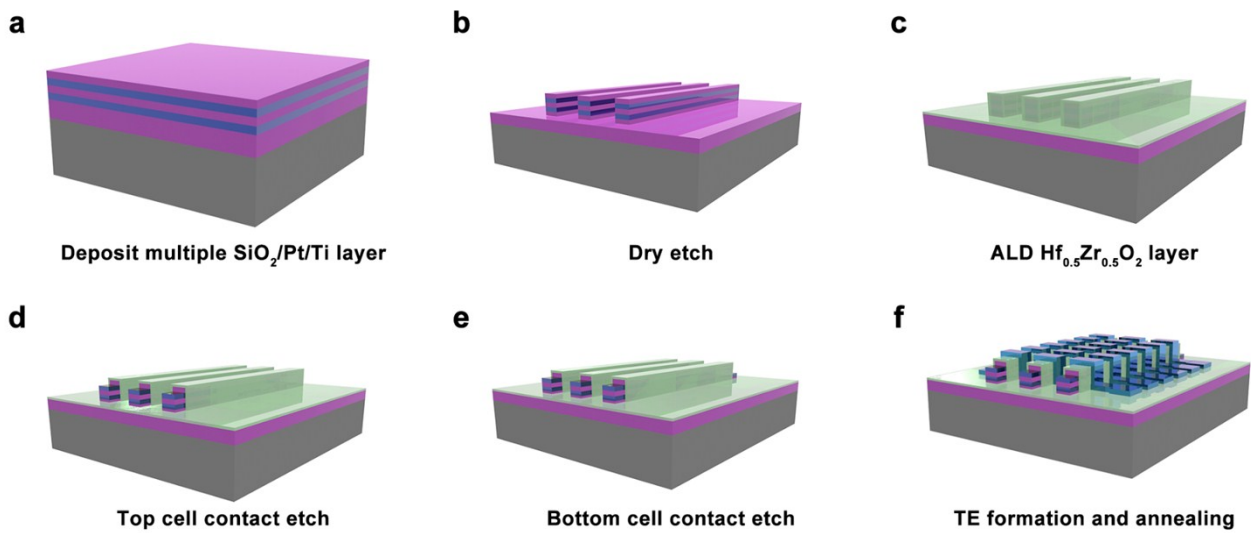 a
b
c
Deposit multiple SiO₂/Pt/Ti layer
Dry etch
ALD Hf₀.₅Zr₀.₅O₂ layer
d
e
f
Top cell contact etch
Bottom cell contact etch
TE formation and annealing